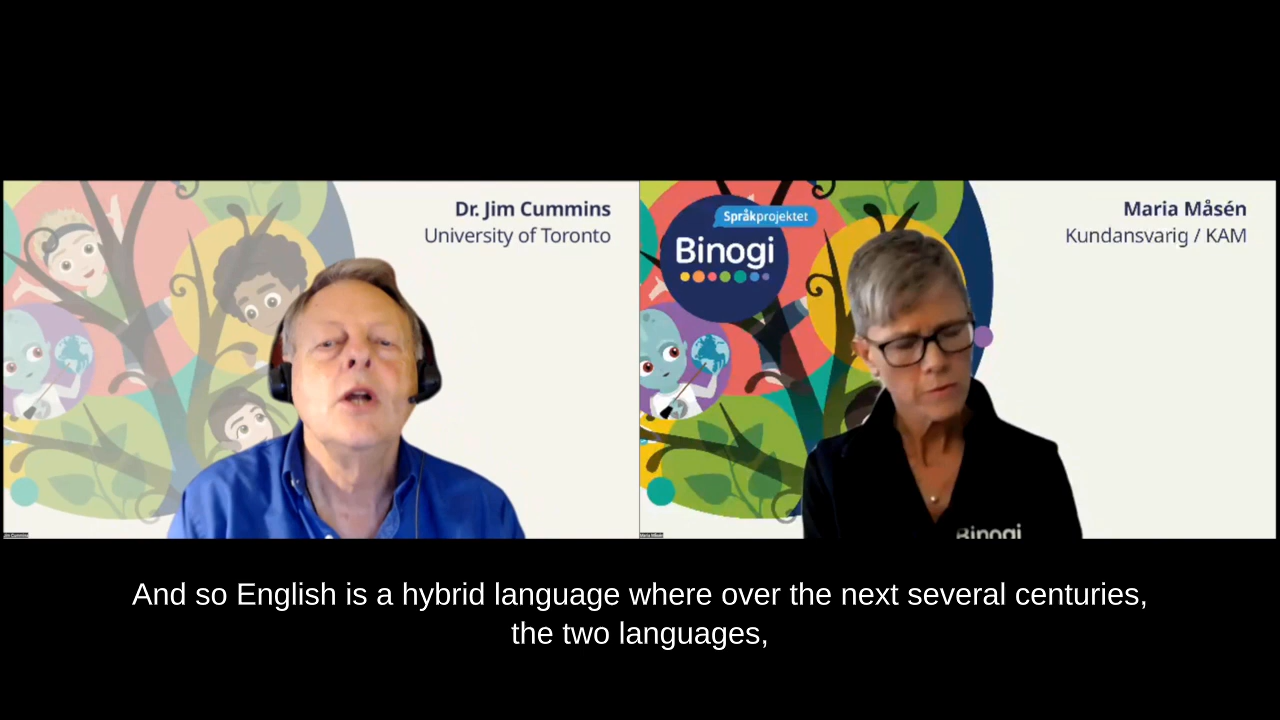 Dr. Jim Cummins
University of Toronto
Språkprojektet
Binogi
Maria Måsén
Kundansvarig / KAM
Binogi
And so English is a hybrid language where over the next several centuries,
the two languages,